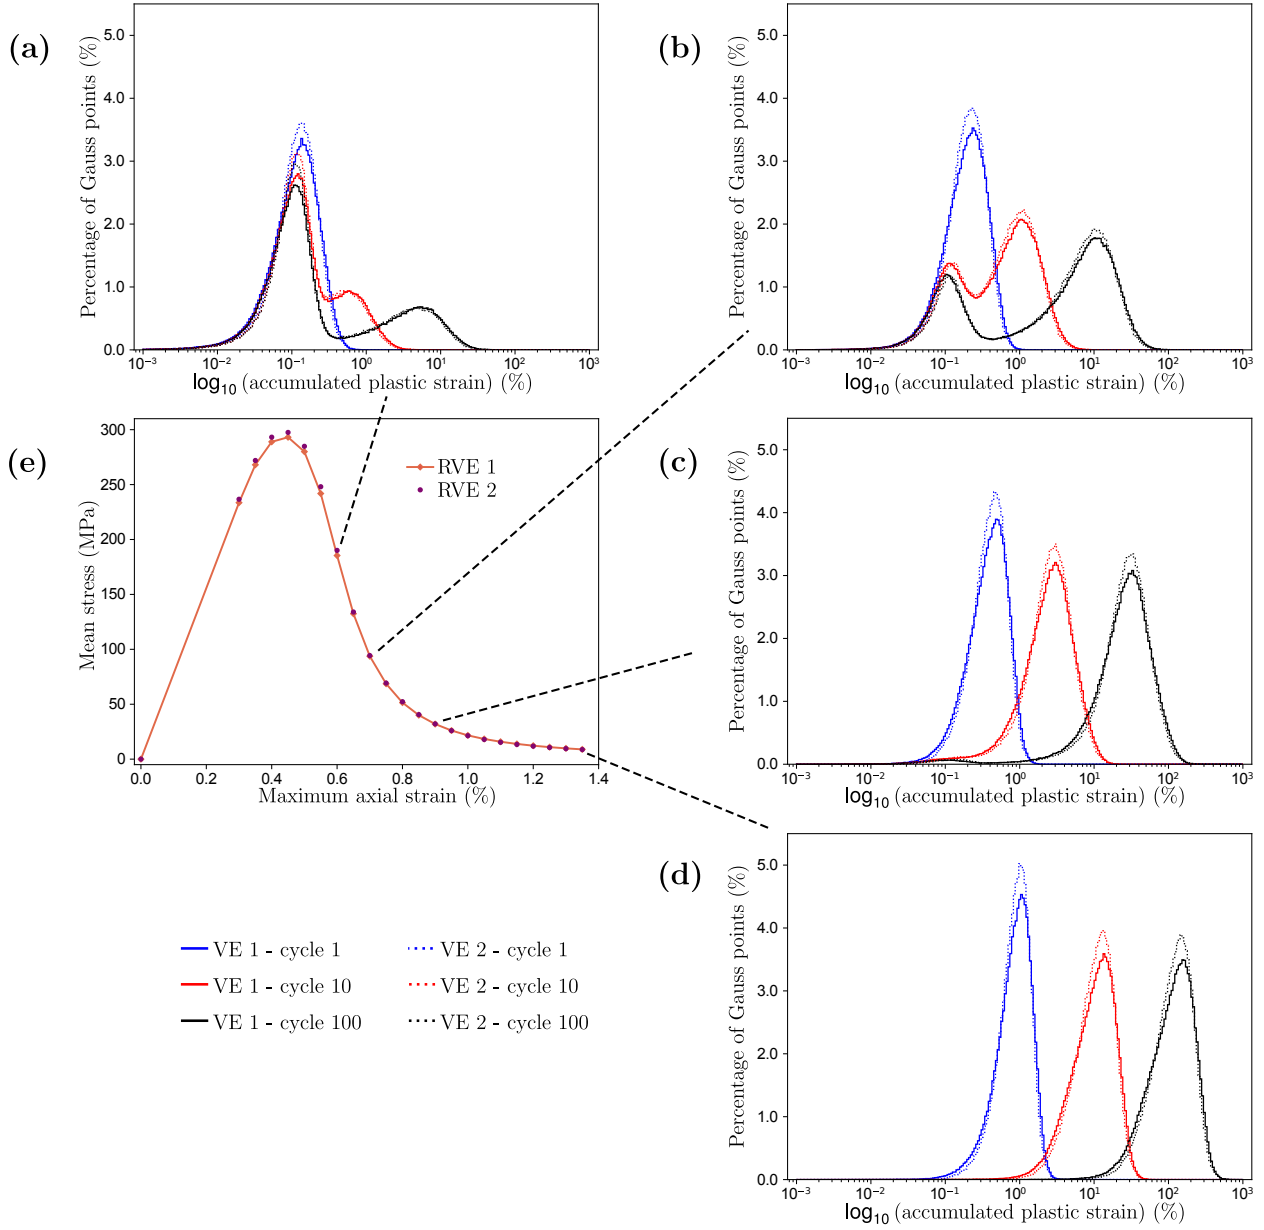 (a)
Percentage of Gauss points (%)
5.0
4.0
3.0
2.0
1.0
0.0
10⁻³ 10⁻² 10⁻¹ 10⁰ 10¹ 10² 10³
log₁₀ (accumulated plastic strain) (%)
(b)
Percentage of Gauss points (%)
5.0
4.0
3.0
2.0
1.0
0.0
10⁻³ 10⁻² 10⁻¹ 10⁰ 10¹ 10² 10³
log₁₀ (accumulated plastic strain) (%)
(e)
Mean stress (MPa)
300
250
200
150
100
50
0
0.0 0.2 0.4 0.6 0.8 1.0 1.2 1.4
Maximum axial strain (%)
RVE 1
RVE 2
(c)
Percentage of Gauss points (%)
5.0
4.0
3.0
2.0
1.0
0.0
10⁻³ 10⁻² 10⁻¹ 10⁰ 10¹ 10² 10³
log₁₀ (accumulated plastic strain) (%)
(d)
Percentage of Gauss points (%)
5.0
4.0
3.0
2.0
1.0
0.0
10⁻³ 10⁻² 10⁻¹ 10⁰ 10¹ 10² 10³
log₁₀ (accumulated plastic strain) (%)
VE 1 - cycle 1
VE 2 - cycle 1
VE 1 - cycle 10
VE 2 - cycle 10
VE 1 - cycle 100
VE 2 - cycle 100